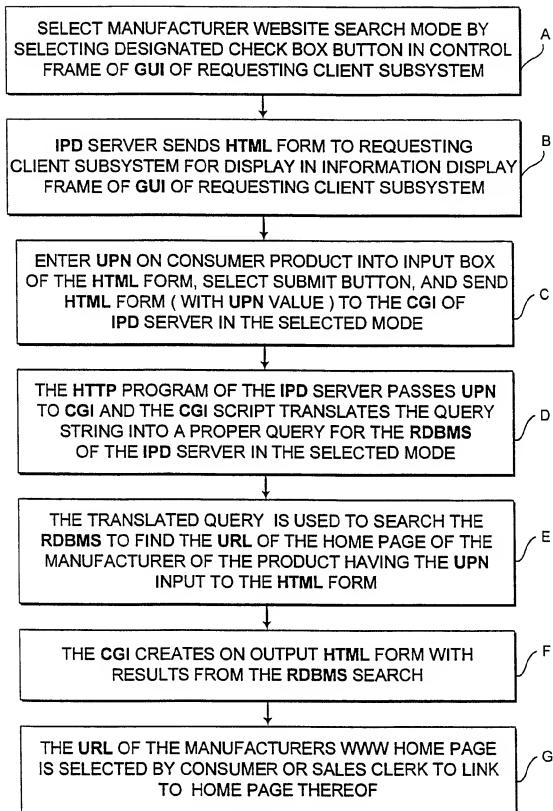 SELECT MANUFACTURER WEBSITE SEARCH MODE BY
SELECTING DESIGNATED CHECK BOX BUTTON IN CONTROL
FRAME OF GUI OF REQUESTING CLIENT SUBSYSTEM
A
IPD SERVER SENDS HTML FORM TO REQUESTING
CLIENT SUBSYSTEM FOR DISPLAY IN INFORMATION DISPLAY
FRAME OF GUI OF REQUESTING CLIENT SUBSYSTEM
B
ENTER UPN ON CONSUMER PRODUCT INTO INPUT BOX
OF THE HTML FORM, SELECT SUBMIT BUTTON, AND SEND
HTML FORM ( WITH UPN VALUE ) TO THE CGI OF
IPD SERVER IN THE SELECTED MODE
C
THE HTTP PROGRAM OF THE IPD SERVER PASSES UPN
TO CGI AND THE CGI SCRIPT TRANSLATES THE QUERY
STRING INTO A PROPER QUERY FOR THE RDBMS
OF THE IPD SERVER IN THE SELECTED MODE
D
THE TRANSLATED QUERY IS USED TO SEARCH THE
RDBMS TO FIND THE URL OF THE HOME PAGE OF THE
MANUFACTURER OF THE PRODUCT HAVING THE UPN
INPUT TO THE HTML FORM
E
THE CGI CREATES ON OUTPUT HTML FORM WITH
RESULTS FROM THE RDBMS SEARCH
F
THE URL OF THE MANUFACTURERS WWW HOME PAGE
IS SELECTED BY CONSUMER OR SALES CLERK TO LINK
TO HOME PAGE THEREOF
G